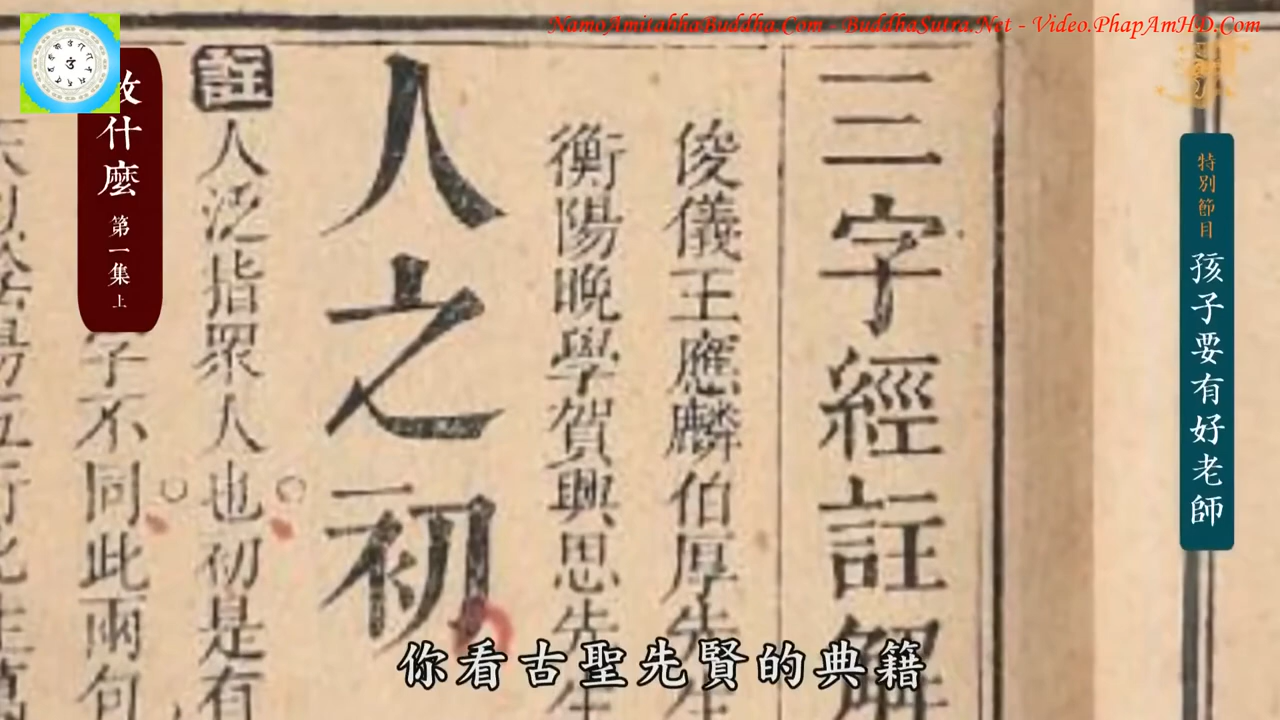 NamoAmitabhaBuddha.Com - BuddhaSutra.Net - Video.PhapAmHD.Com
特別節目
孩子要有好老師
三字經註解
俊儀王應麟伯厚先生
衡陽晚學賀興思先生
人之初
註
人泛指眾人也初是有
字不同此兩句
什麼
第一集上
你看古聖先賢的典籍